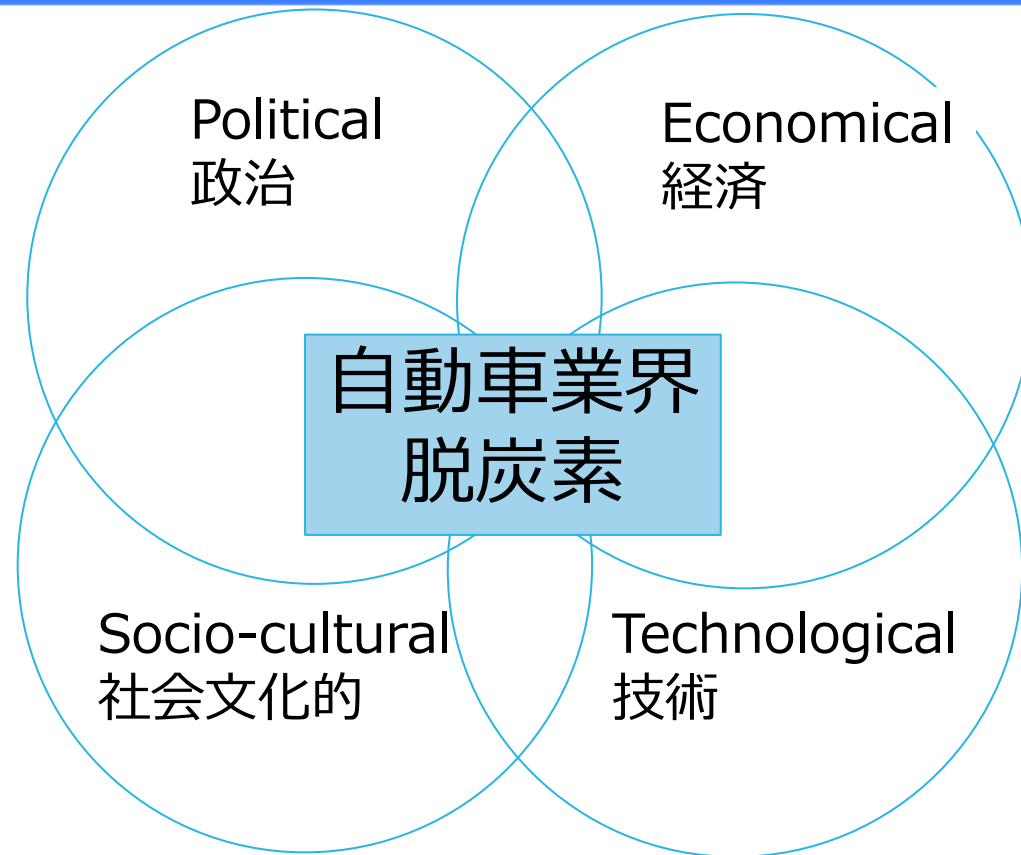 Political
政治
Economical
経済
自動車業界
脱炭素
Socio-cultural
社会文化的
Technological
技術